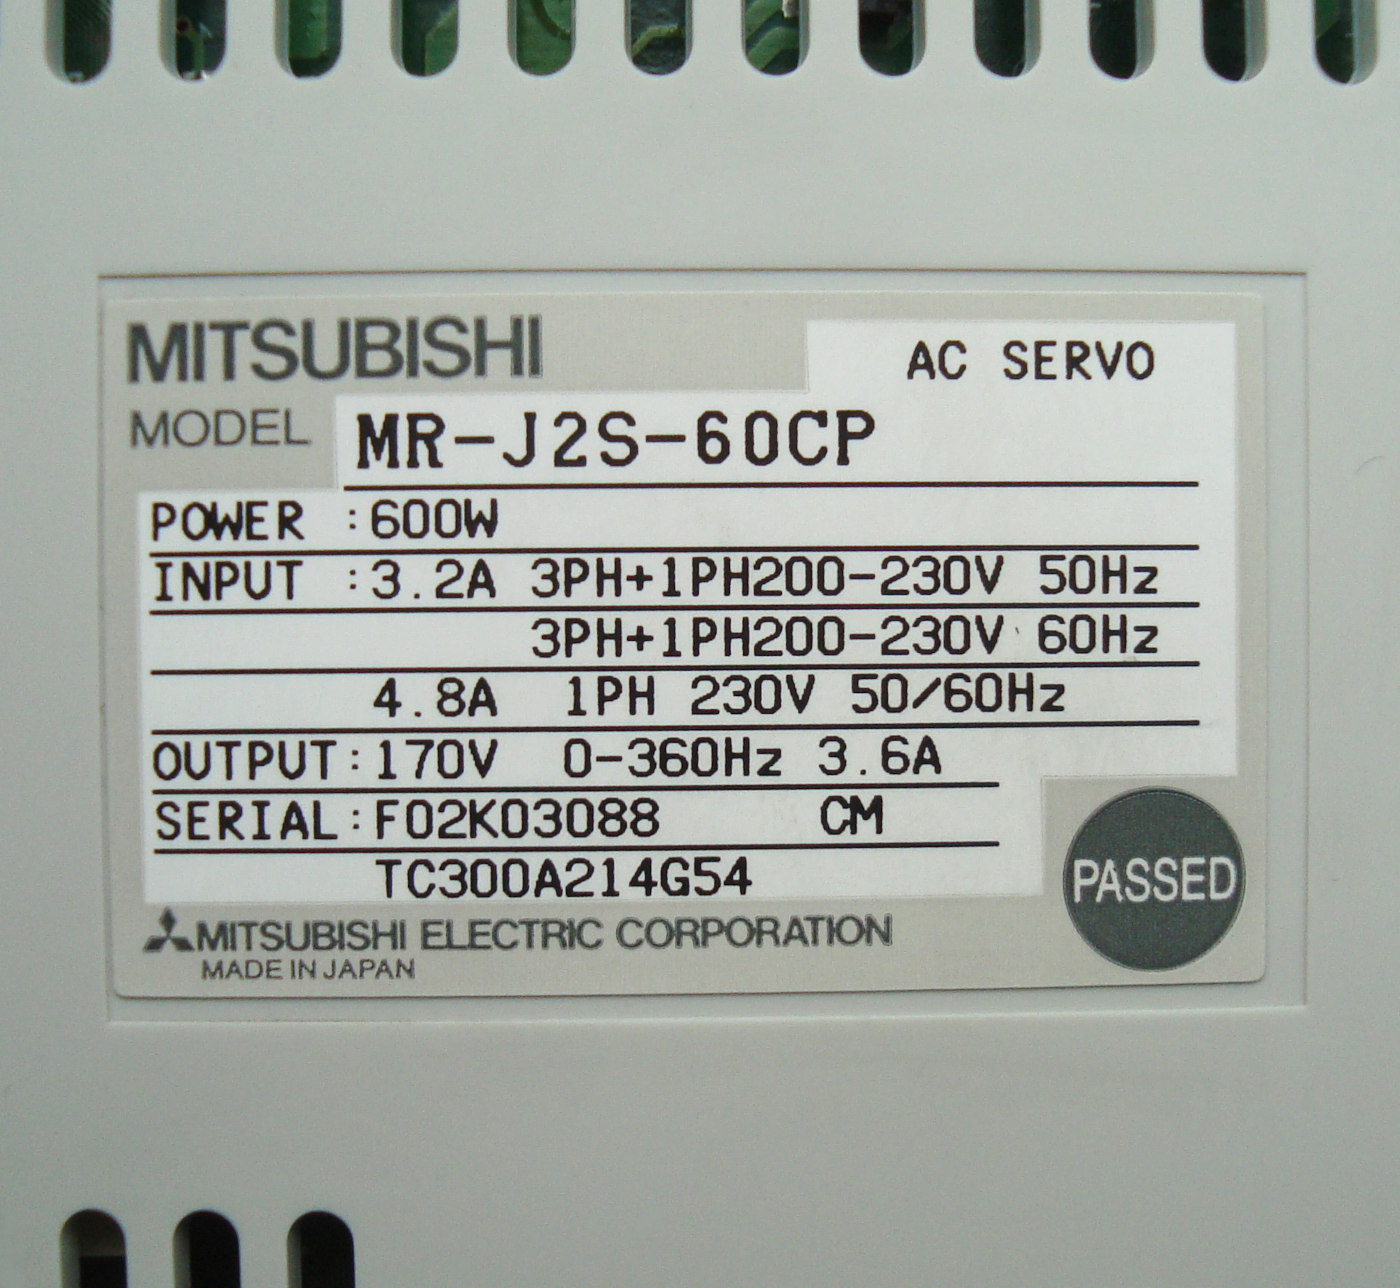 MITSUBISHI
AC SERVO
MODEL MR-J2S-60CP
POWER :600W
INPUT :3.2A 3PH+1PH200-230V 50Hz
3PH+1PH200-230V 60Hz
4.8A 1PH 230V 50/60Hz
OUTPUT:170V 0-360Hz 3.6A
SERIAL:F02K03088 CM
TC300A214G54
PASSED
MITSUBISHI ELECTRIC CORPORATION
MADE IN JAPAN